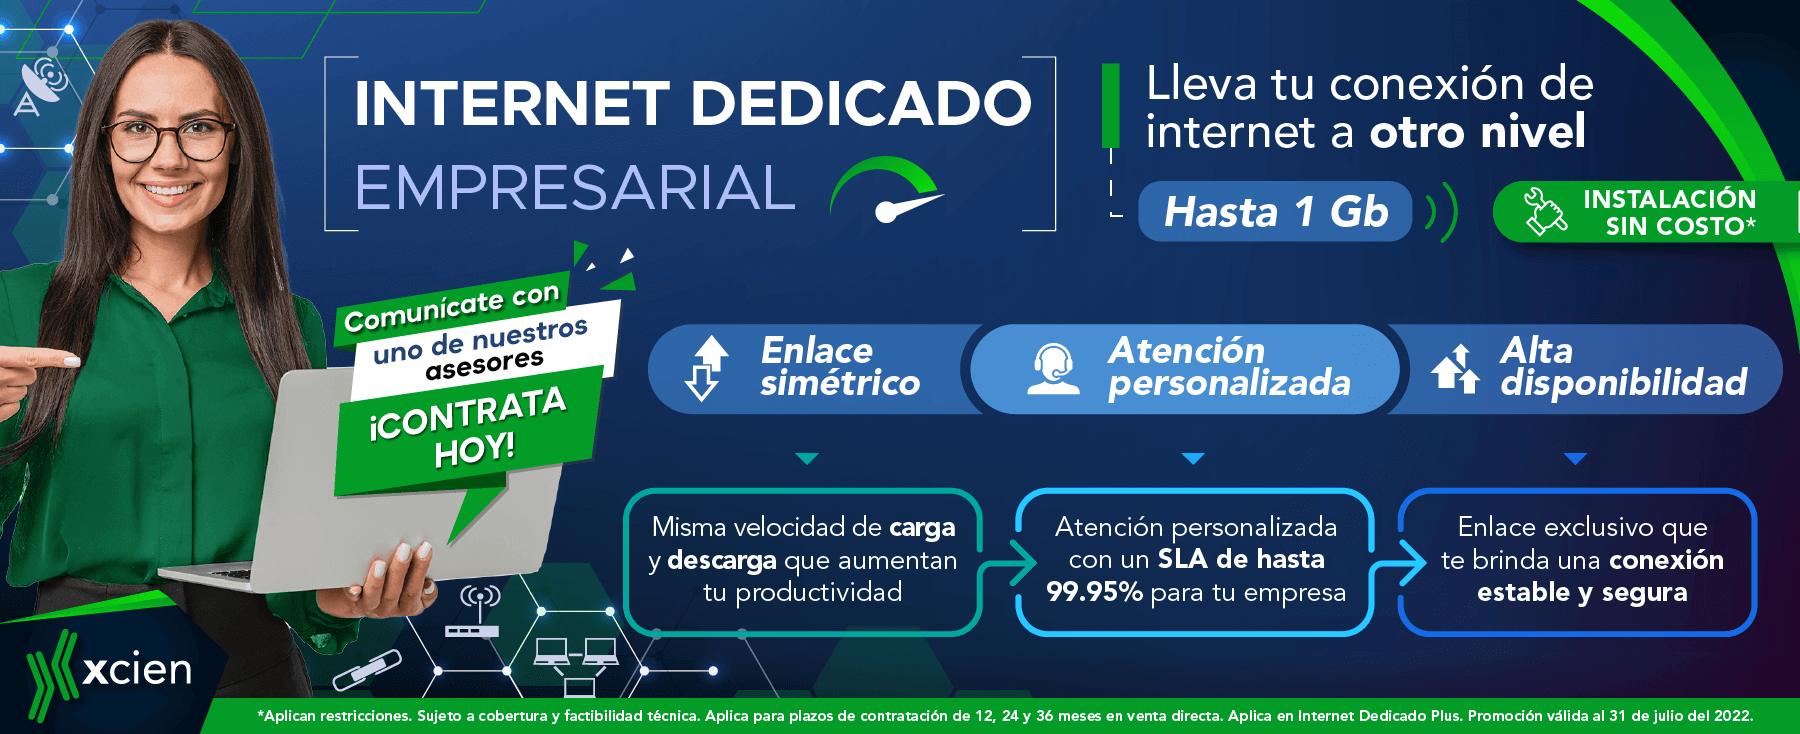 INTERNET DEDICADO
EMPRESARIAL
Lleva tu conexión de
internet a otro nivel
Hasta 1 Gb
INSTALACIÓN
SIN COSTO*
Comunícate con
uno de nuestros
asesores
¡CONTRATA
HOY!
Enlace
simétrico
Atención
personalizada
Alta
disponibilidad
Misma velocidad de carga
y descarga que aumentan
tu productividad
Atención personalizada
con un SLA de hasta
99.95% para tu empresa
Enlace exclusivo que
te brinda una conexión
estable y segura
xcien
*Aplican restricciones. Sujeto a cobertura y factibilidad técnica. Aplica para plazos de contratación de 12, 24 y 36 meses en venta directa. Aplica en Internet Dedicado Plus. Promoción válida al 31 de julio del 2022.